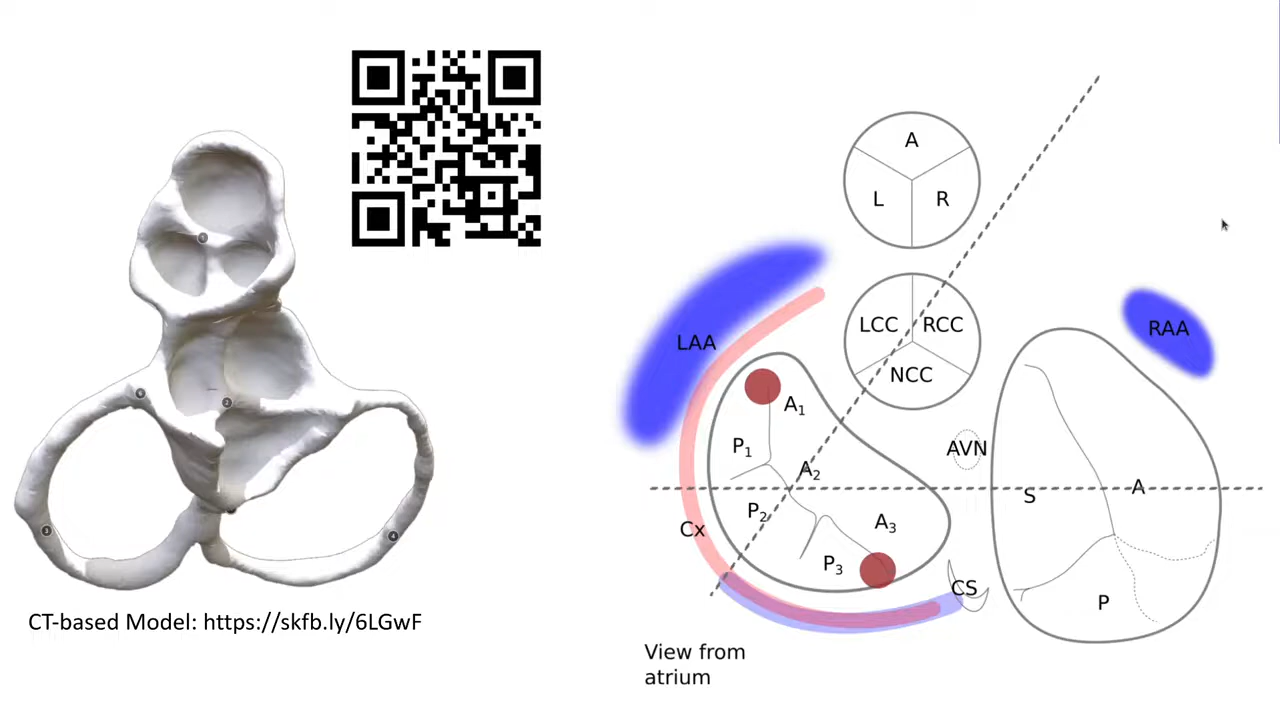 A
L
R
LCC
RCC
NCC
LAA
RAA
A₁
P₁
A₂
AVN
P₂
A₃
S
A
Cx
P₃
CS
P
CT-based Model: https://skfb.ly/6LGwF
View from
atrium